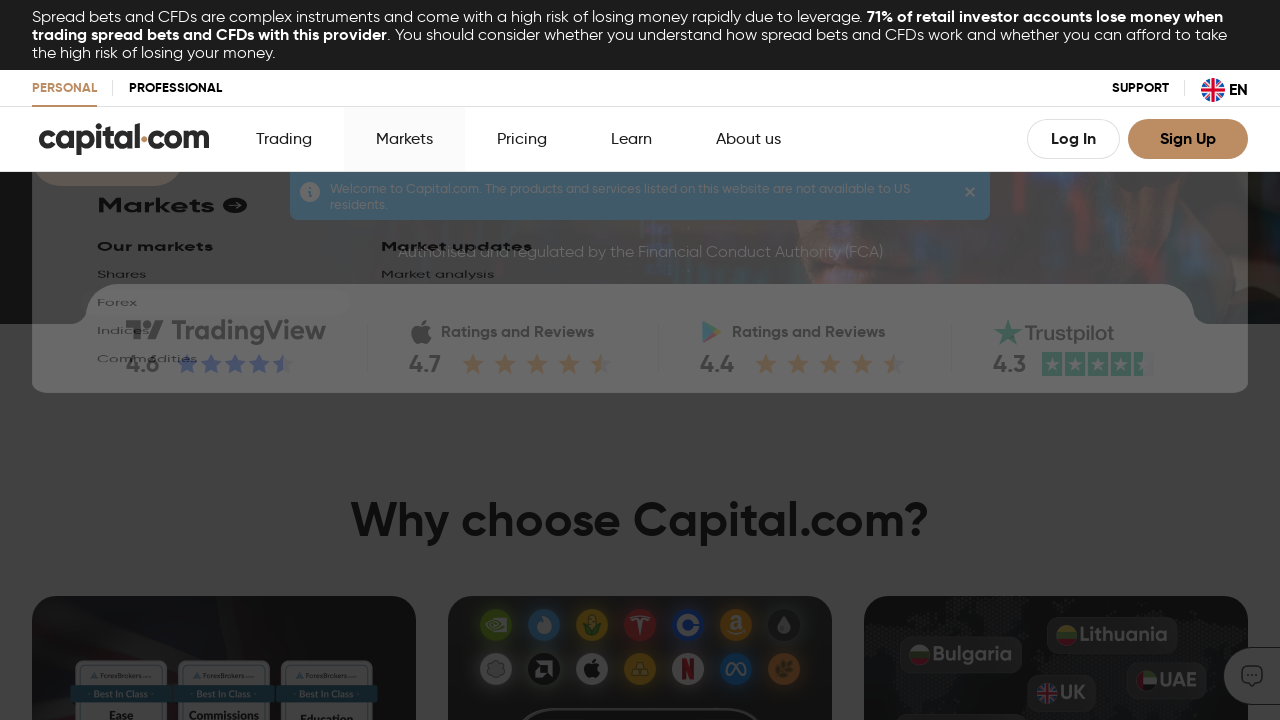 Spread bets and CFDs are complex instruments and come with a high risk of losing money rapidly due to leverage. 71% of retail investor accounts lose money when
trading spread bets and CFDs with this provider. You should consider whether you understand how spread bets and CFDs work and whether you can afford to take
the high risk of losing your money.
PERSONAL PROFESSIONAL SUPPORT EN
capital.com Trading Markets Pricing Learn About us Log In Sign Up
Welcome to Capital.com. The products and services listed on this website are not available to US
residents.
Markets
Our markets Market updates
Authorised and regulated by the Financial Conduct Authority (FCA)
Shares Market analysis
Forex
Indices
TradingView Ratings and Reviews Ratings and Reviews Trustpilot
Commodities
4.6 4.7 4.4 4.3
Why choose Capital.com?
Lithuania
Bulgaria
UAE
UK
ForexBrokers.com ForexBrokers.com ForexBrokers.com
Best In Class Best In Class Best In Class
Ease Commissions Education